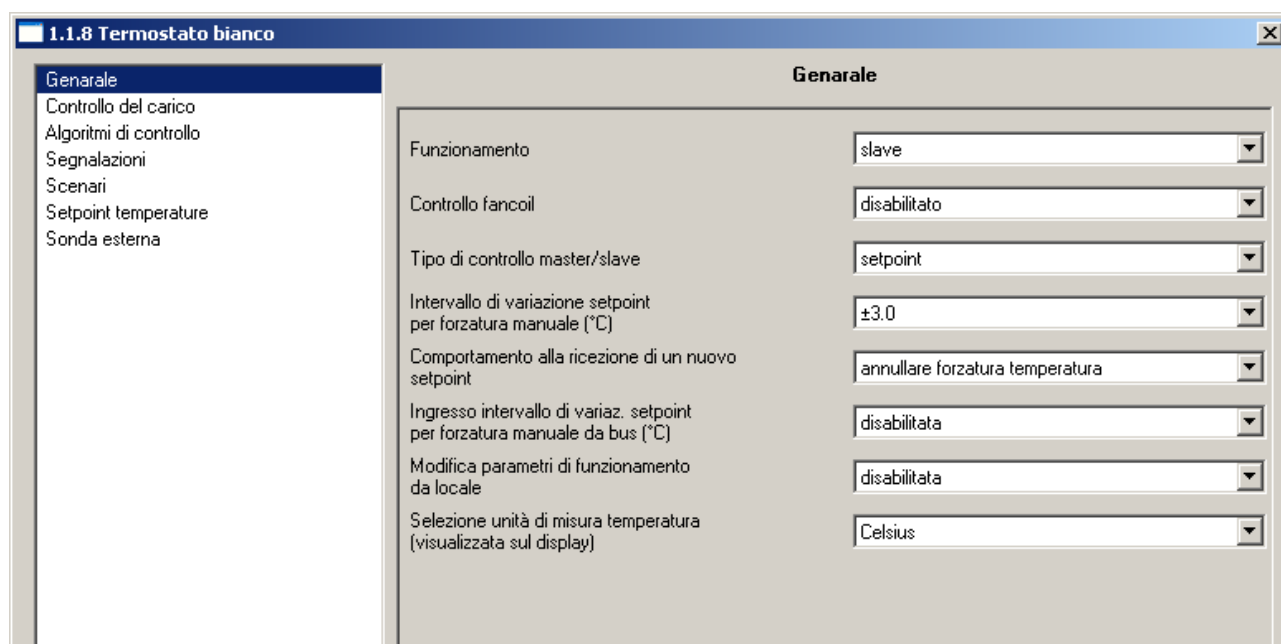 1.1.8 Termostato bianco
Genarale
Controllo del carico
Algoritmi di controllo
Segnalazioni
Scenari
Setpoint temperature
Sonda esterna
Genarale
Funzionamento
slave
Controllo fancoil
disabilitato
Tipo di controllo master/slave
setpoint
Intervallo di variazione setpoint
per forzatura manuale (°C)
±3.0
Comportamento alla ricezione di un nuovo
setpoint
annullare forzatura temperatura
Ingresso intervallo di variaz. setpoint
per forzatura manuale da bus (°C)
disabilitata
Modifica parametri di funzionamento
da locale
disabilitata
Selezione unità di misura temperatura
(visualizzata sul display)
Celsius